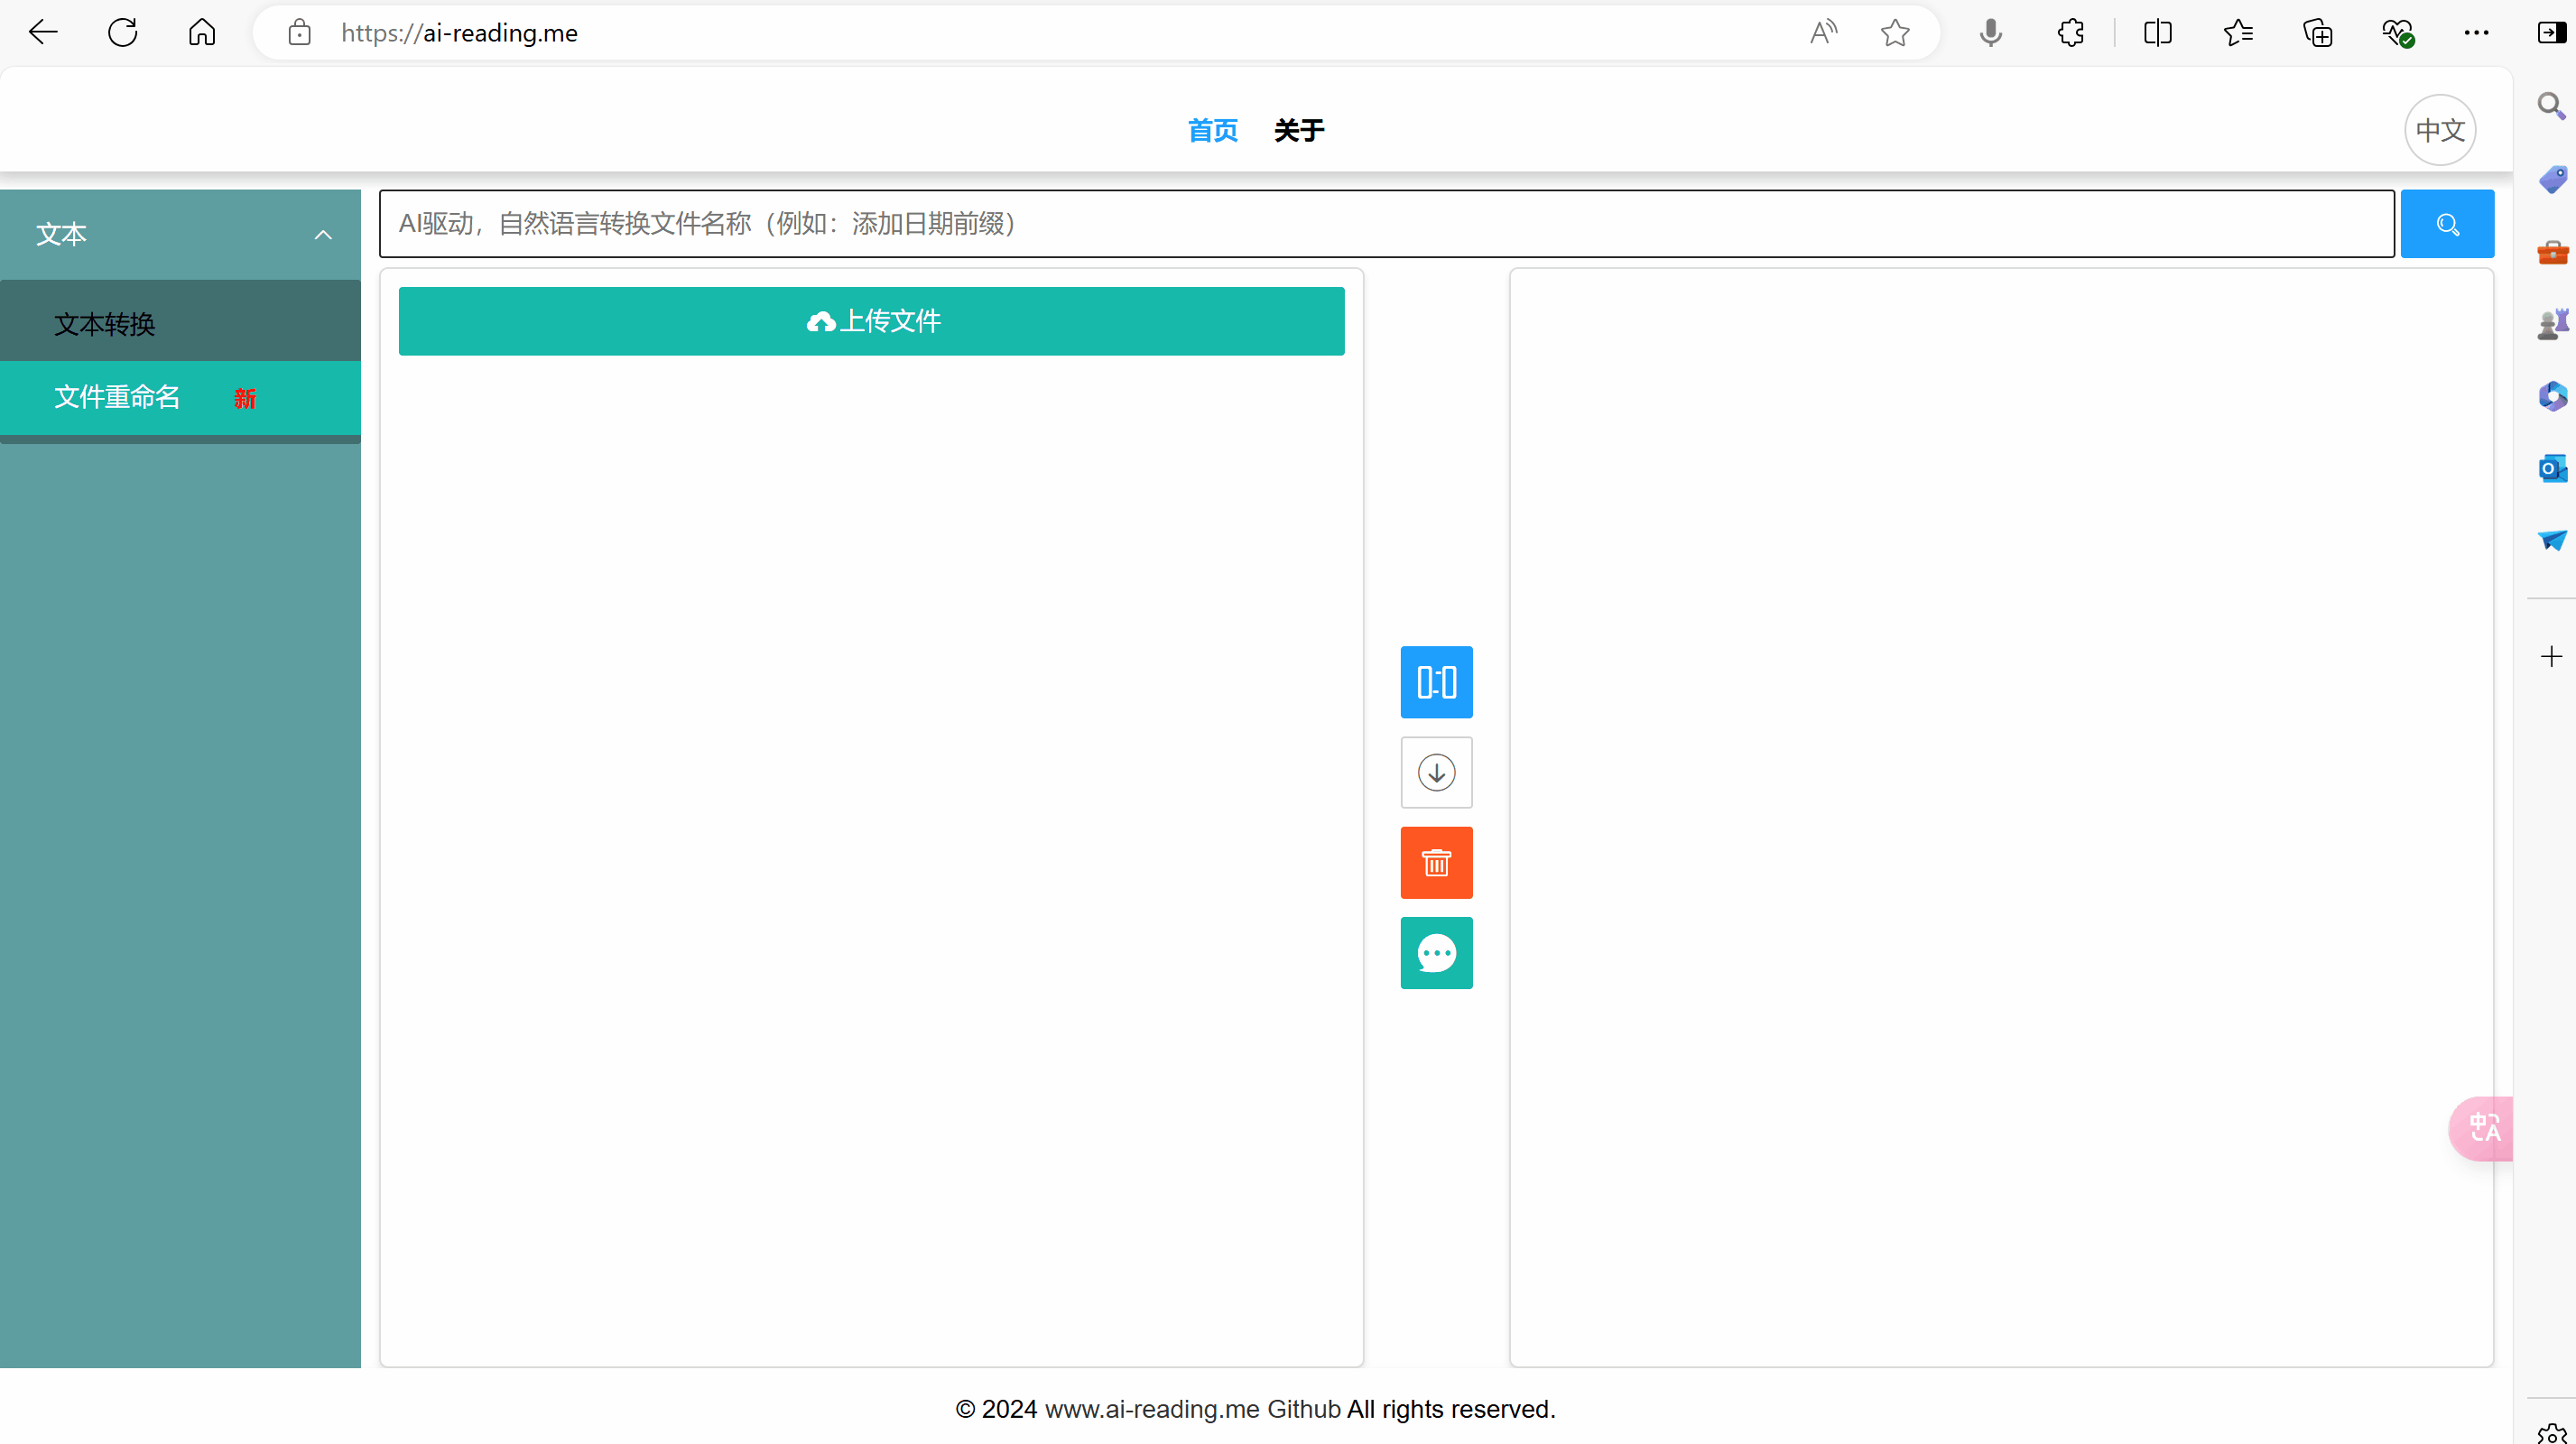 https://ai-reading.me
首页 关于
中文
文本
AI驱动，自然语言转换文件名称（例如：添加日期前缀）
上传文件
文本转换
文件重命名 新
© 2024 www.ai-reading.me Github All rights reserved.